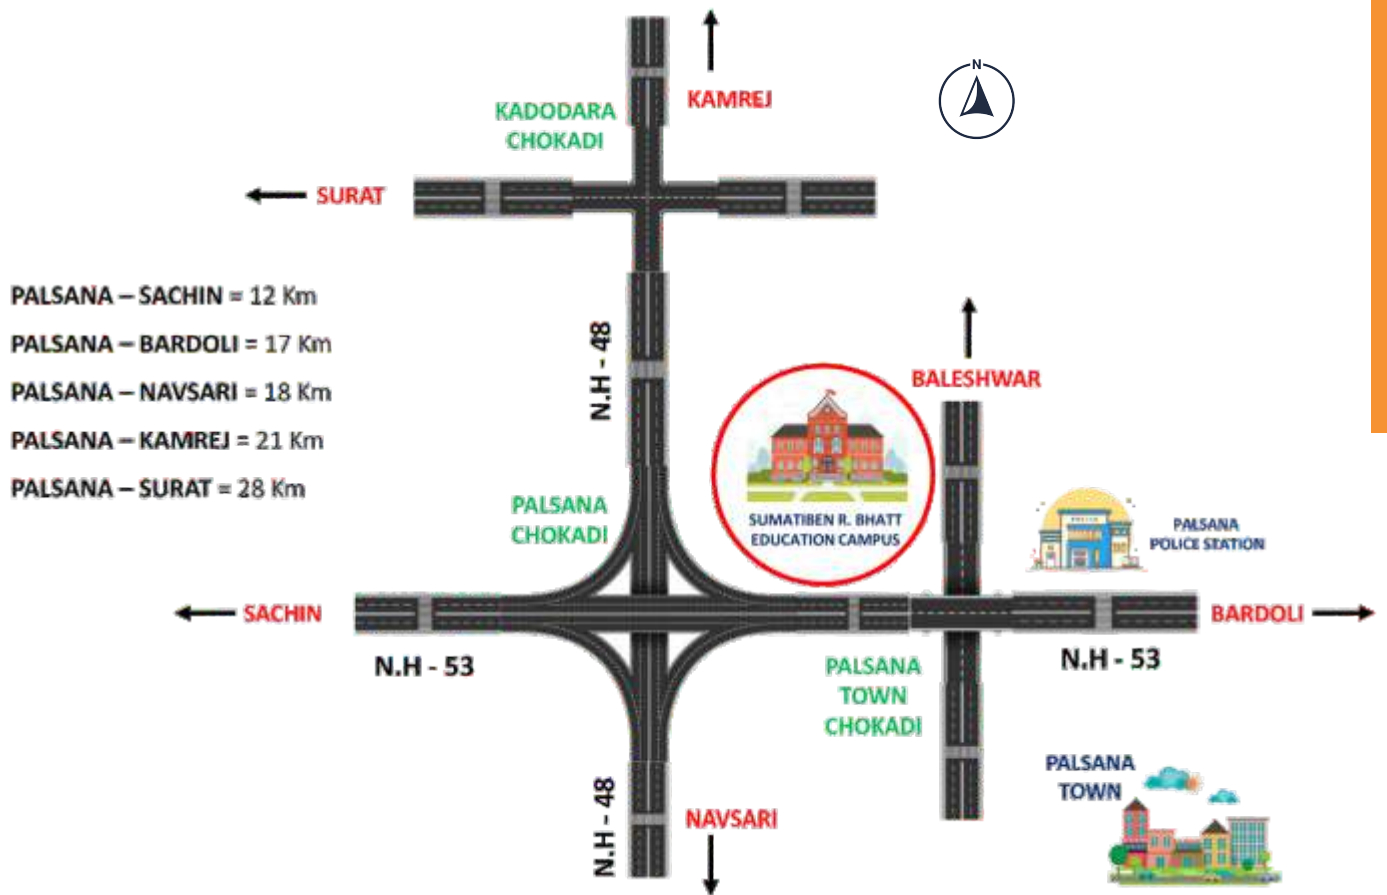 N
KAMREJ
KADODARA
CHOKADI
SURAT
PALSANA – SACHIN = 12 Km
PALSANA – BARDOLI = 17 Km
PALSANA – NAVSARI = 18 Km
PALSANA – KAMREJ = 21 Km
PALSANA – SURAT = 28 Km
N.H - 48
BALESHWAR
PALSANA
CHOKADI
SUMATIBEN R. BHATT
EDUCATION CAMPUS
POLICE
PALSANA
POLICE STATION
SACHIN
BARDOLI
N.H - 53
N.H - 53
PALSANA
TOWN
CHOKADI
PALSANA
TOWN
N.H - 48
NAVSARI